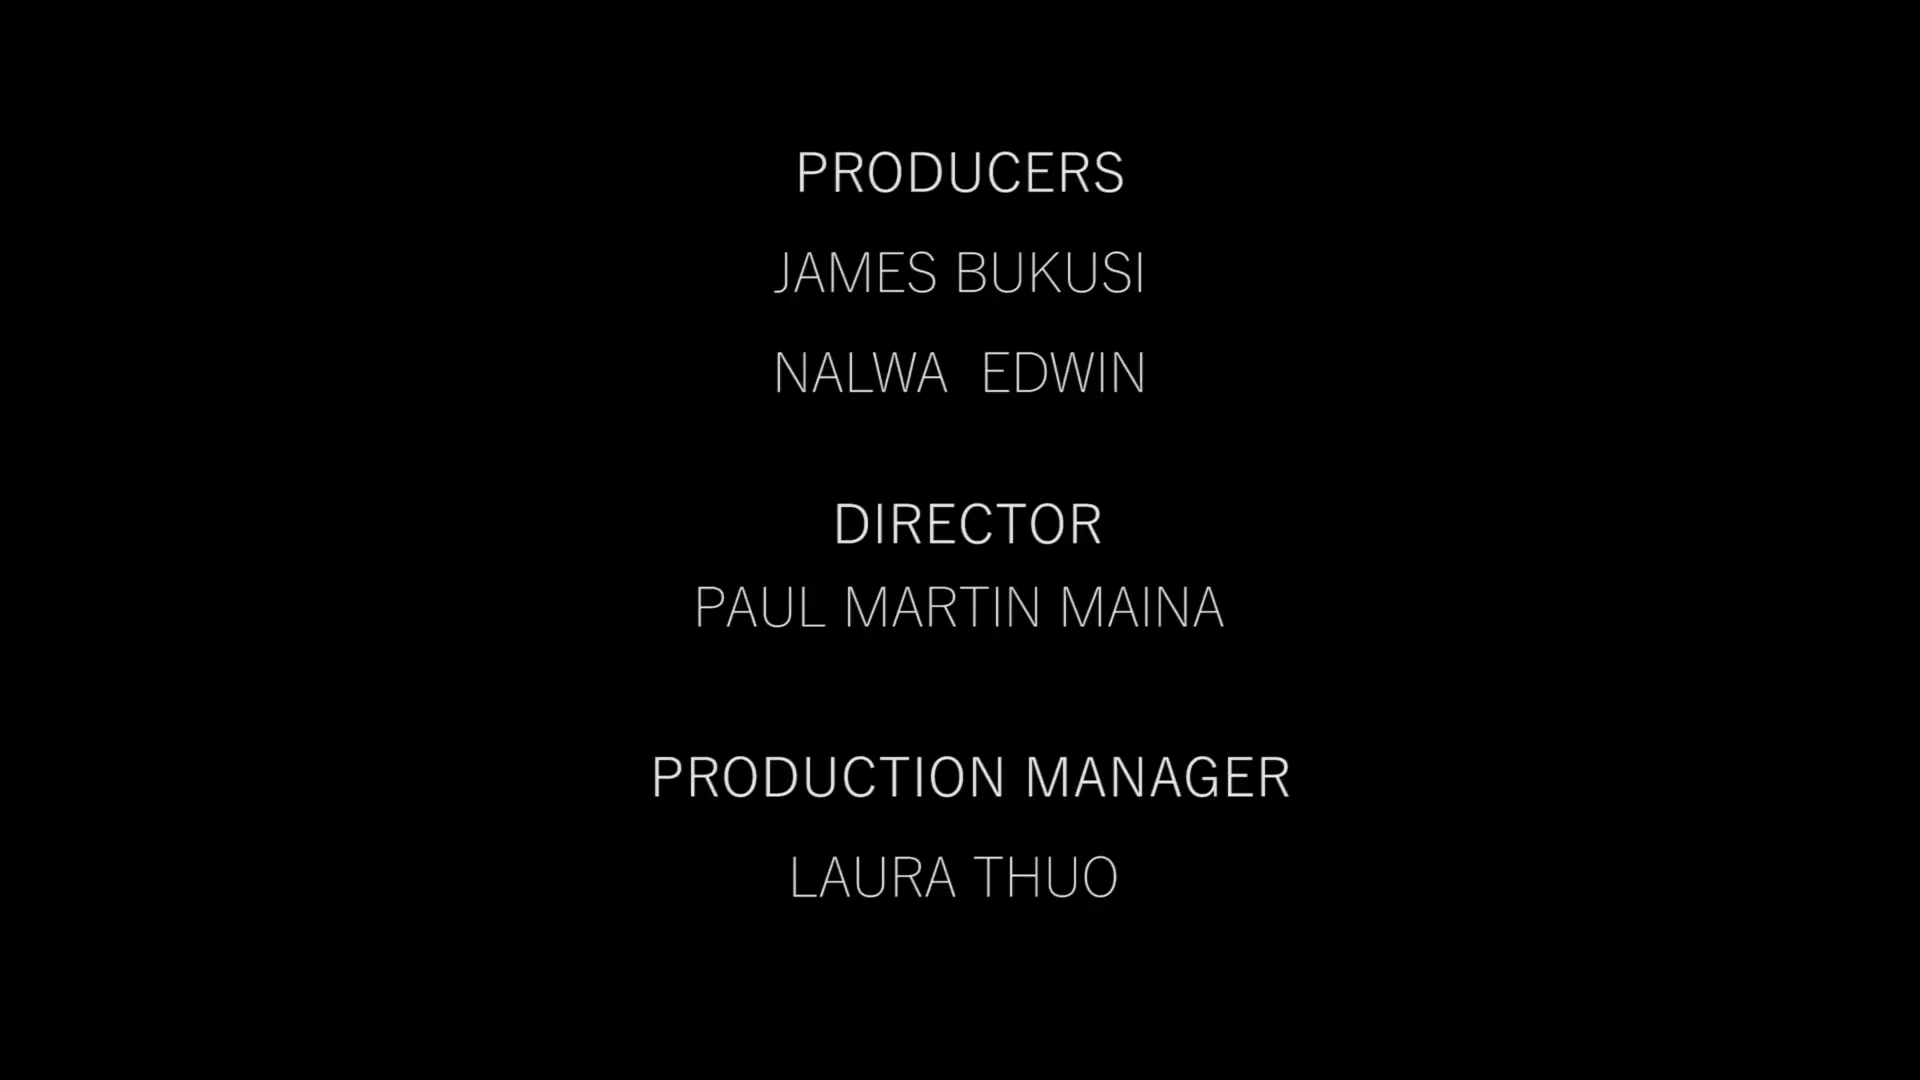 PRODUCERS
JAMES BUKUSI
NALWA  EDWIN
DIRECTOR
PAUL MARTIN MAINA
PRODUCTION MANAGER
LAURA THUO